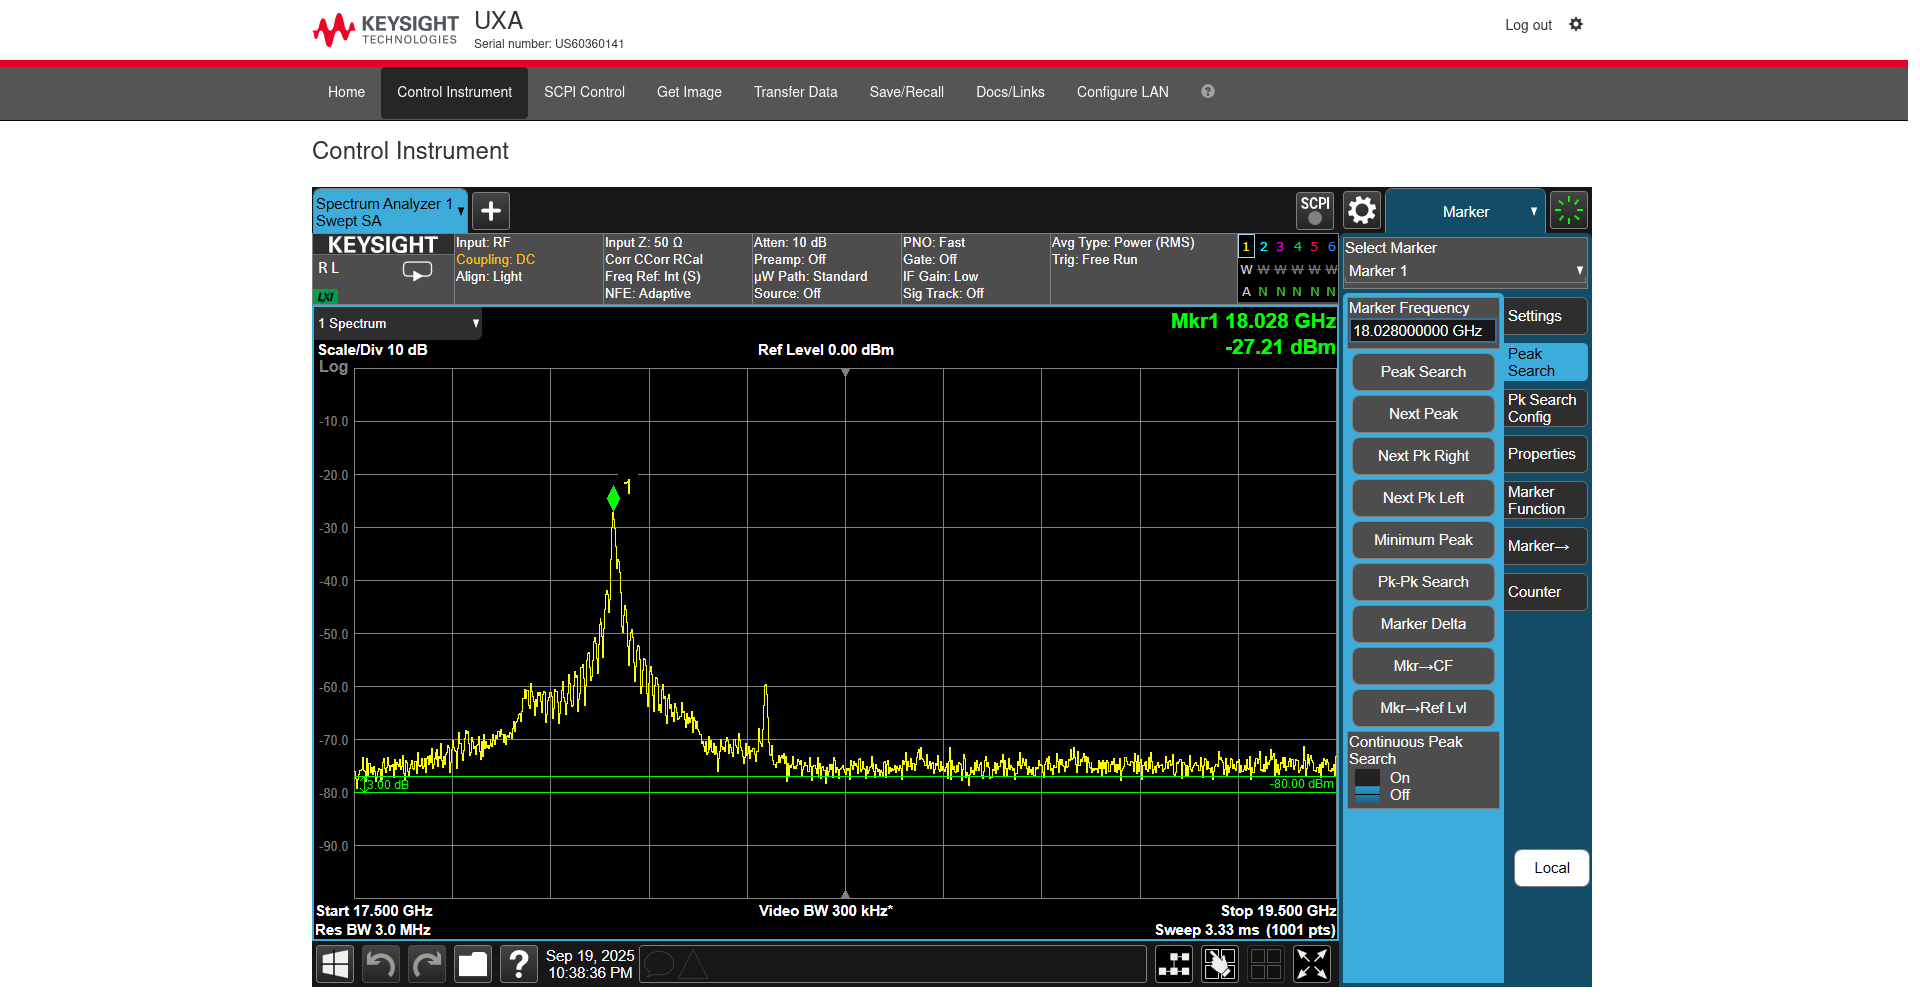 KEYSIGHT
TECHNOLOGIES
UXA
Serial number: US60360141
Log out
Home
Control Instrument
SCPI Control
Get Image
Transfer Data
Save/Recall
Docs/Links
Configure LAN
?
Control Instrument
Spectrum Analyzer 1
Swept SA
SCPI
Marker
KEYSIGHT
R L
LXI
Input: RF
Coupling: DC
Align: Light
Input Z: 50 Ω
Corr CCorr RCal
Freq Ref: Int (S)
NFE: Adaptive
Atten: 10 dB
Preamp: Off
µW Path: Standard
Source: Off
PNO: Fast
Gate: Off
IF Gain: Low
Sig Track: Off
Avg Type: Power (RMS)
Trig: Free Run
1 2 3 4 5 6
W W W W W W
A N N N N N
1 Spectrum
Scale/Div 10 dB
Log
Ref Level 0.00 dBm
Mkr1 18.028 GHz
-27.21 dBm
-10.0
-20.0
-30.0
-40.0
-50.0
-60.0
-70.0
-80.0
-90.0
1
3.00 dB
-80.00 dBm
Start 17.500 GHz
Res BW 3.0 MHz
Video BW 300 kHz*
Stop 19.500 GHz
Sweep 3.33 ms (1001 pts)
Select Marker
Marker 1
Marker Frequency
18.028000000 GHz
Peak Search
Next Peak
Next Pk Right
Next Pk Left
Minimum Peak
Pk-Pk Search
Marker Delta
Mkr→CF
Mkr→Ref Lvl
Continuous Peak
Search
On
Off
Settings
Peak
Search
Pk Search
Config
Properties
Marker
Function
Marker→
Counter
Local
?
Sep 19, 2025
10:38:36 PM